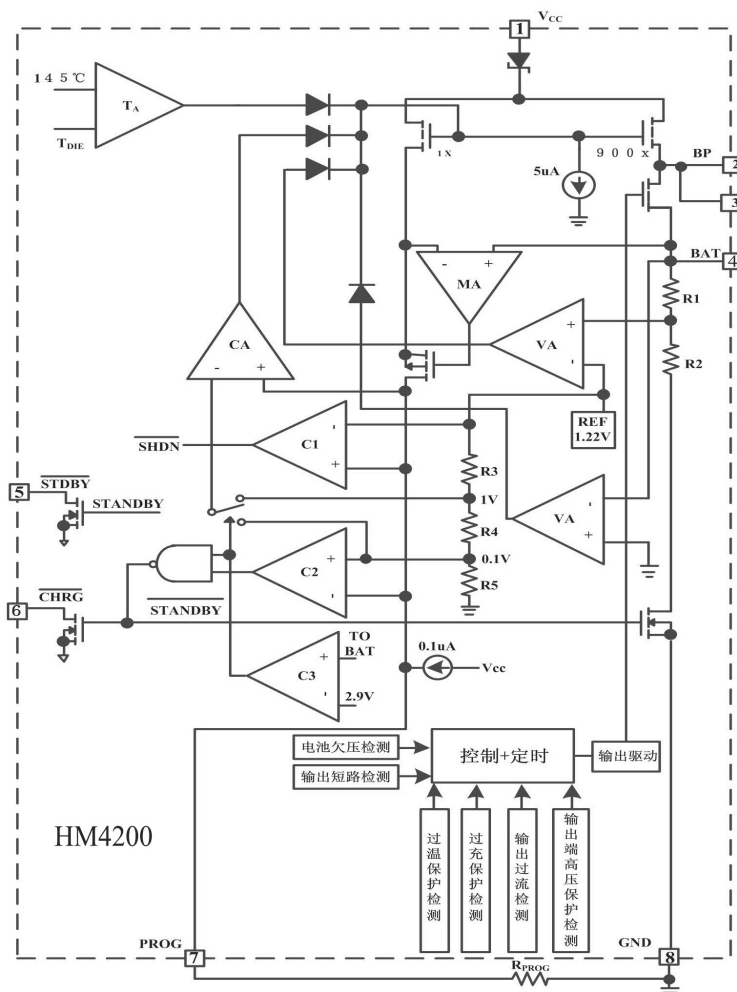 1
V_CC
145℃
T_A
T_DIE
1X
900x
5uA
BP
2
3
BAT
4
- +
MA
R1
R2
+
VA
-
CA
- +
REF
1.22V
SHDN
C1
-
+
R3
1V
5
STDBY
STANDBY
R4
0.1V
R5
-
VA
+
+
C2
-
6
CHRG
STANDBY
C3
+
-
TO
BAT
2.9V
0.1uA
Vcc
电池欠压检测
输出短路检测
控制+定时
输出驱动
过温保护检测
过充保护检测
输出过流检测
输出端高压保护检测
HM4200
PROG
7
R_PROG
GND
8